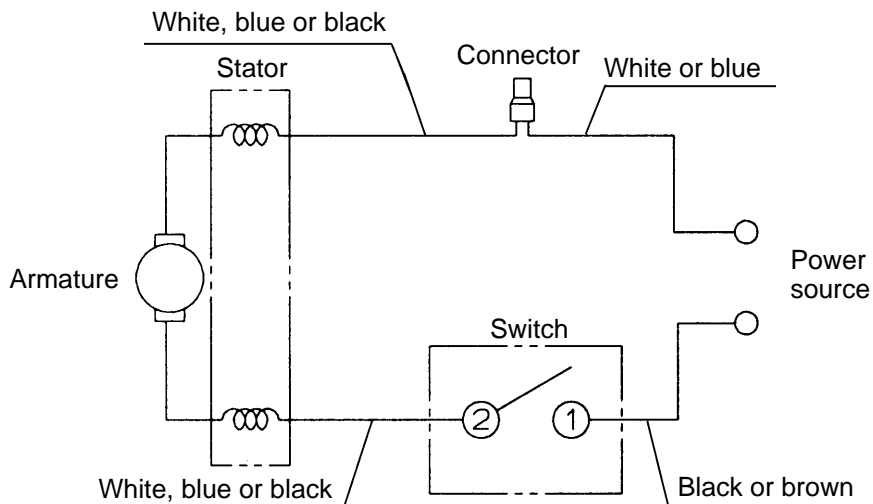 White, blue or black
Stator
Connector
White or blue
Armature
Power
source
Switch
2
1
White, blue or black
Black or brown